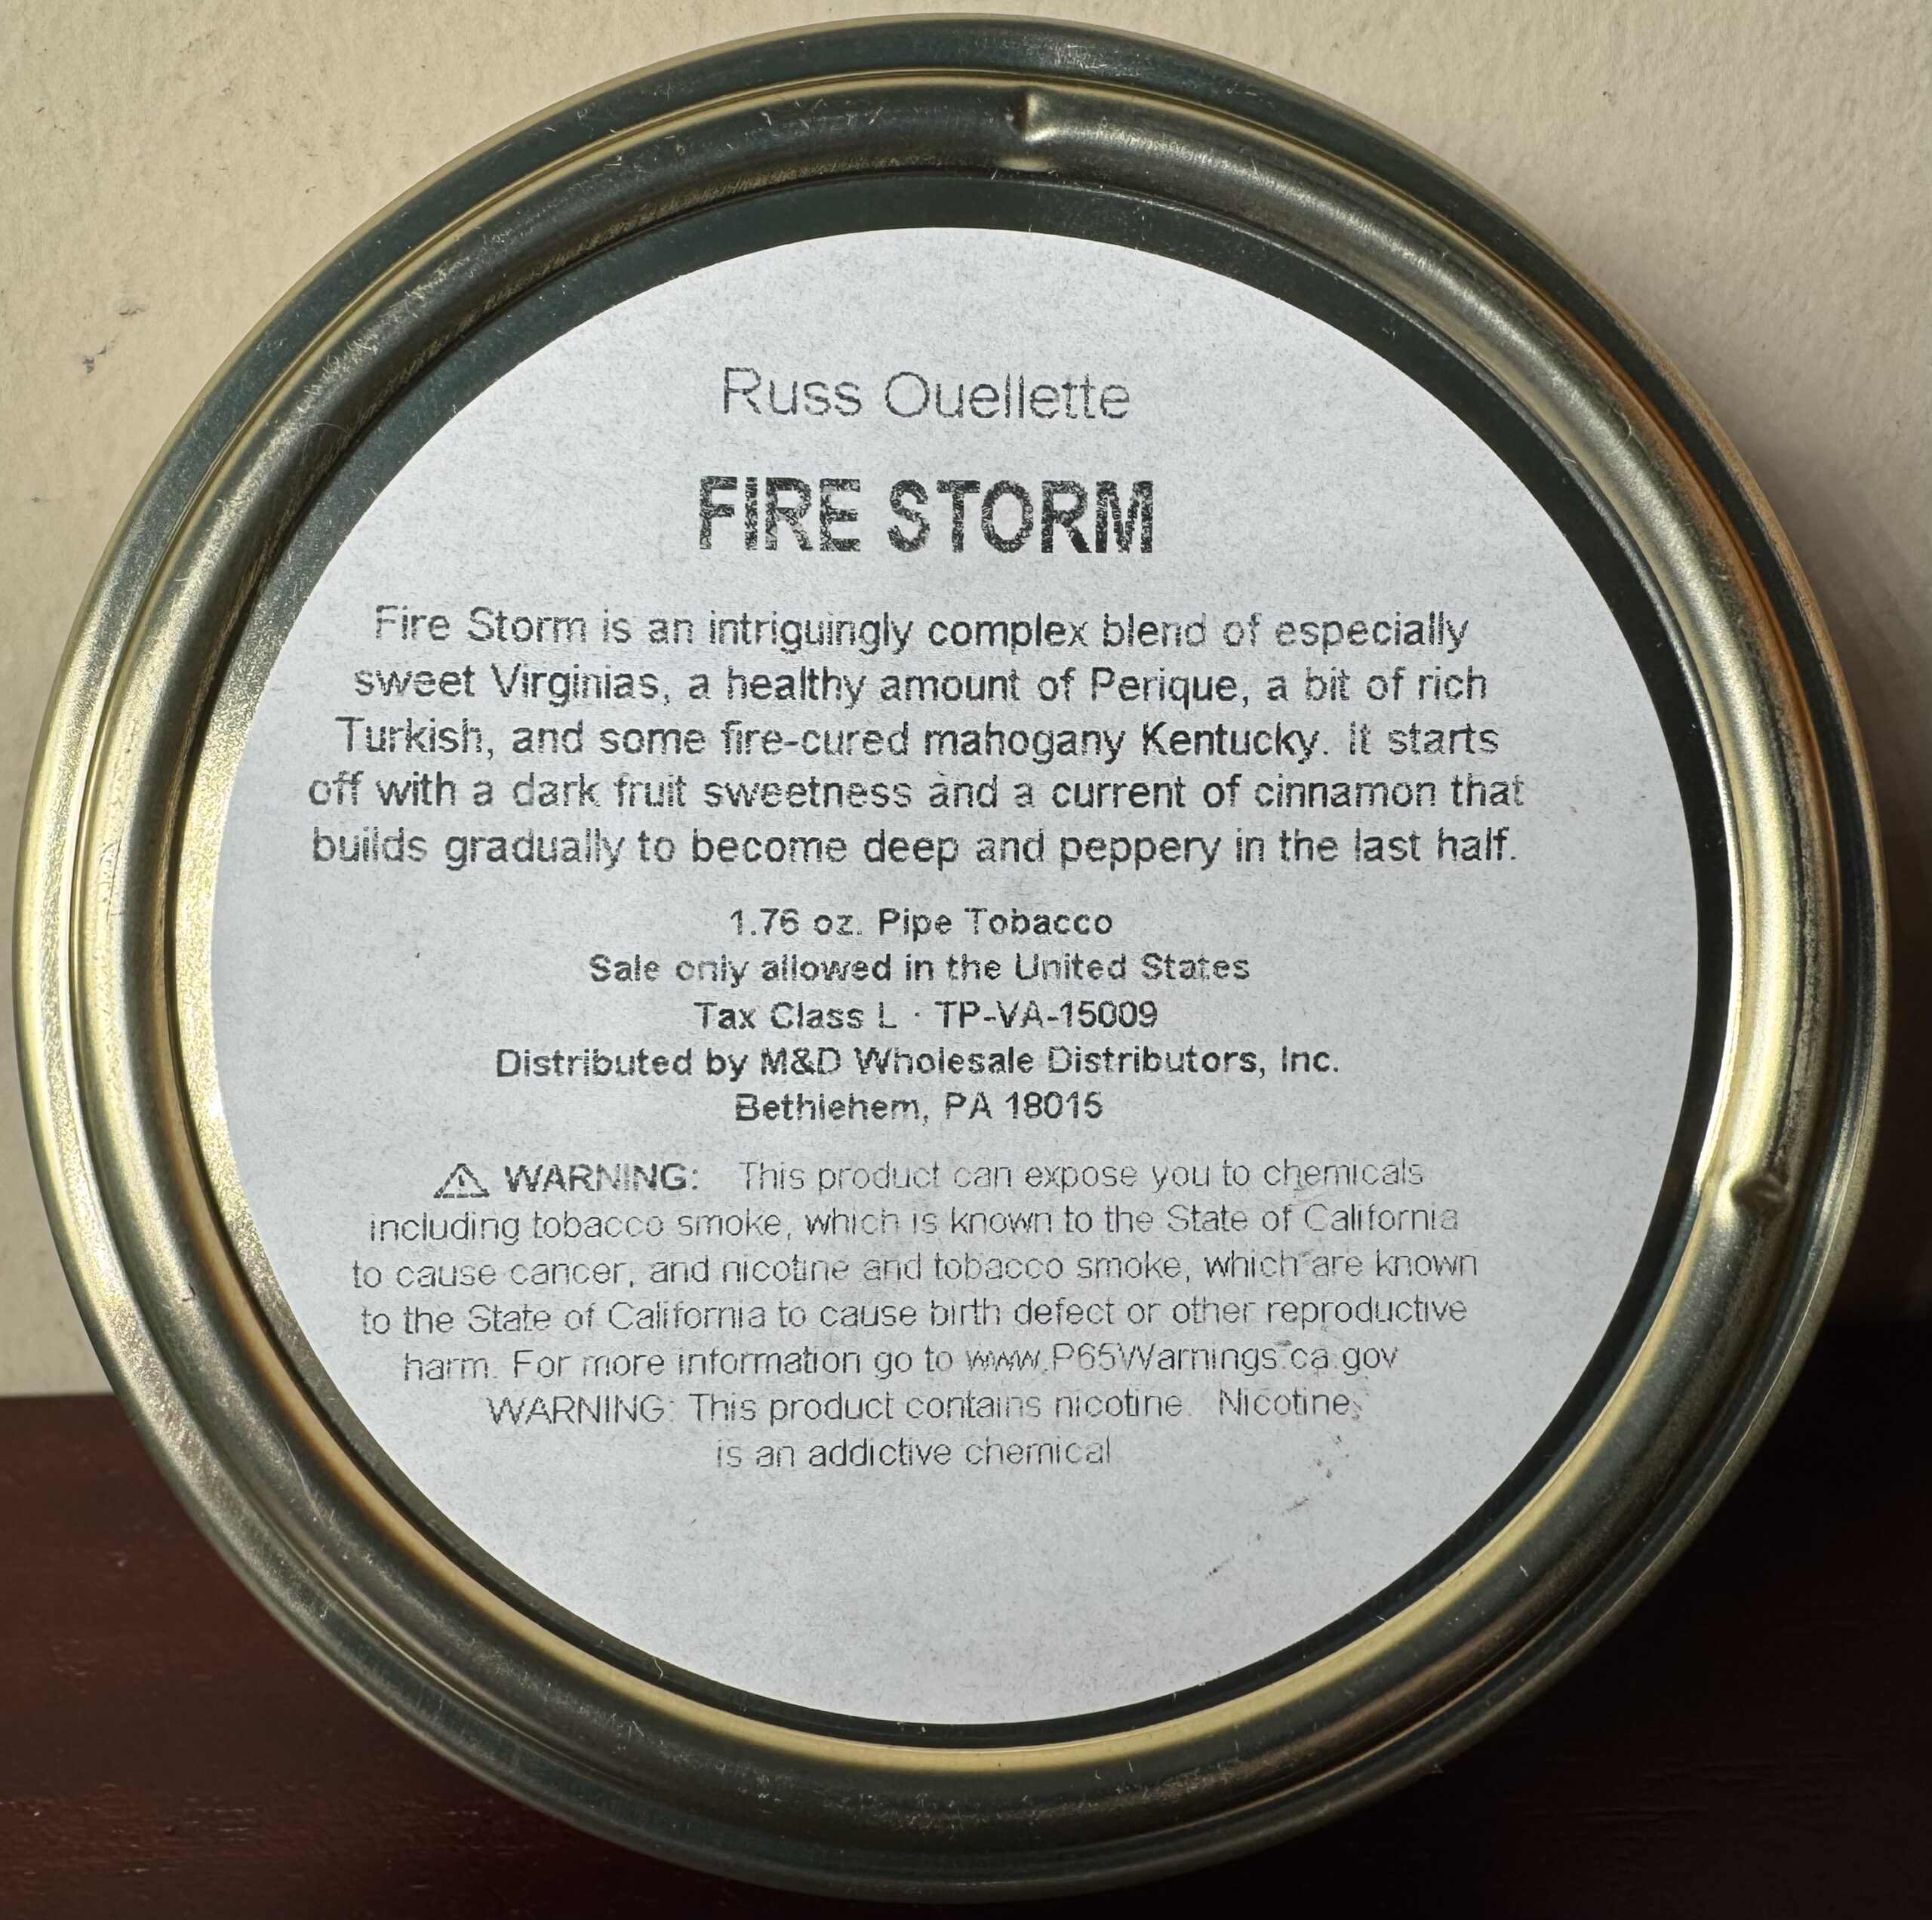 Russ Ouellette
FIRE STORM
Fire Storm is an intriguingly complex blend of especially
sweet Virginias, a healthy amount of Perique, a bit of rich
Turkish, and some fire-cured mahogany Kentucky. It starts
off with a dark fruit sweetness and a current of cinnamon that
builds gradually to become deep and peppery in the last half.
1.76 oz. Pipe Tobacco
Sale only allowed in the United States
Tax Class L · TP-VA-15009
Distributed by M&D Wholesale Distributors, Inc.
Bethlehem, PA 18015
⚠ WARNING: This product can expose you to chemicals
including tobacco smoke, which is known to the State of California
to cause cancer, and nicotine and tobacco smoke, which are known
to the State of California to cause birth defect or other reproductive
harm. For more information go to www.P65Warnings.ca.gov
WARNING: This product contains nicotine. Nicotine
is an addictive chemical